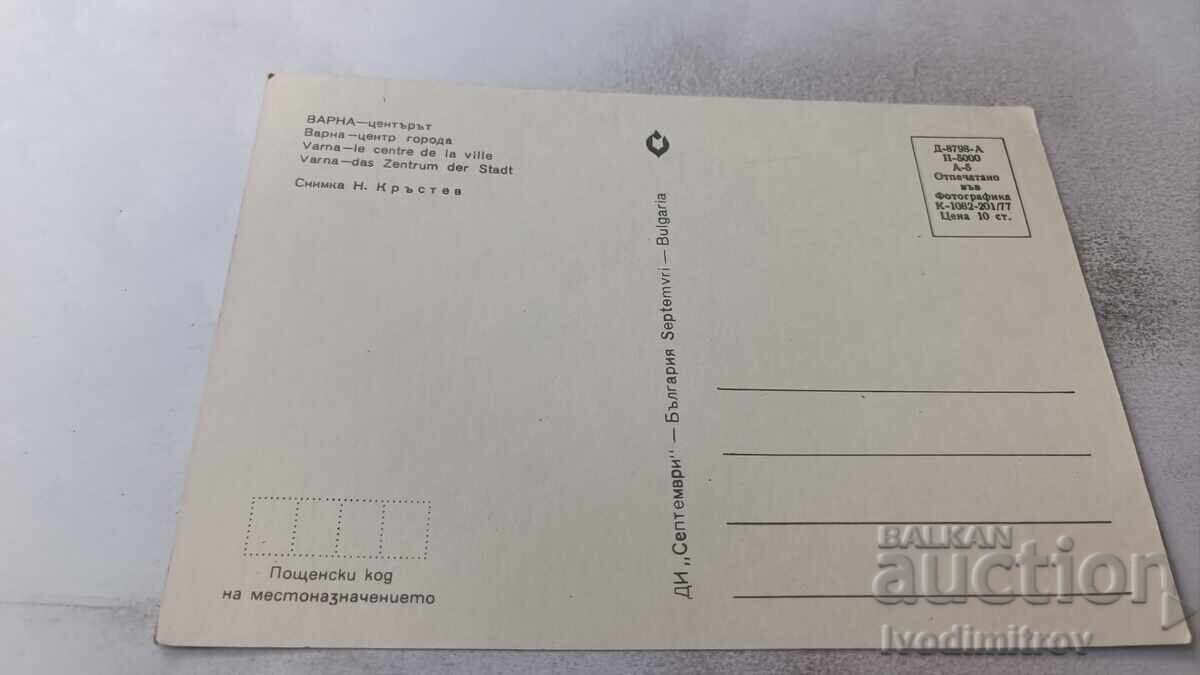 ВАРНА—центърът
Варна—центр города
Varna—le centre de la ville
Varna—das Zentrum der Stadt
Снимка Н. Кръстев
Пощенски код
на местоназначението
ДИ „Септември" — България Septemvri — Bulgaria
Д-8798-А
II-5000
А-5
Отпечатано
във
Фотографика
К-1082-201/77
Цена 10 ст.
BALKAN
auction
Ivodimitrov